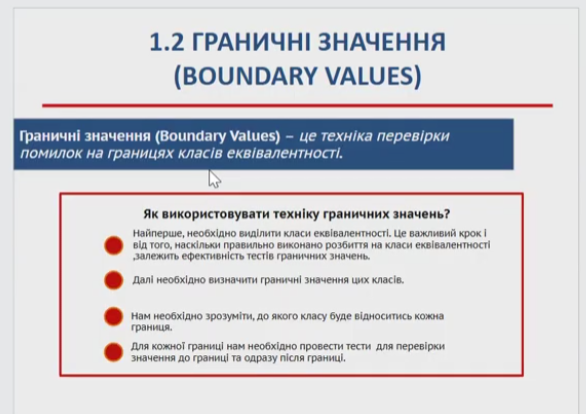 1.2 ГРАНИЧНІ ЗНАЧЕННЯ
(BOUNDARY VALUES)
Граничні значення (Boundary Values) – це техніка перевірки
помилок на границях класів еквівалентності.
Як використовувати техніку граничних значень?
Найперше, необхідно виділити класи еквівалентності. Це важливий крок і
від того, наскільки правильно виконано розбиття на класи еквівалентності
,залежить ефективність тестів граничних значень.
Далі необхідно визначити граничні значення цих класів.
Нам необхідно зрозуміти, до якого класу буде відноситись кожна
границя.
Для кожної границі нам необхідно провести тести для перевірки
значення до границі та одразу після границі.